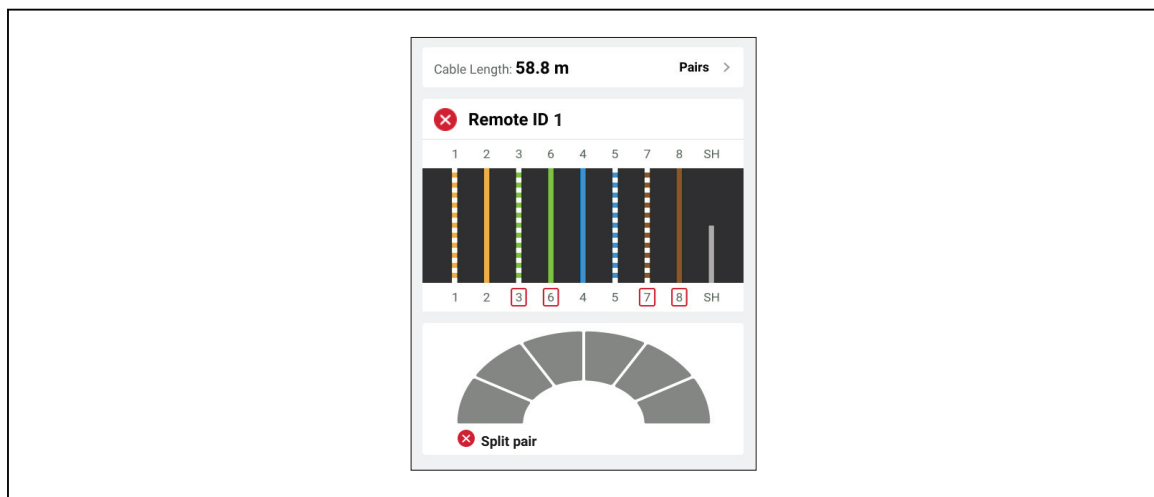 Cable Length: 58.8 m Pairs >
Remote ID 1
1 2 3 6 4 5 7 8 SH
1 2 3 6 4 5 7 8 SH
Split pair